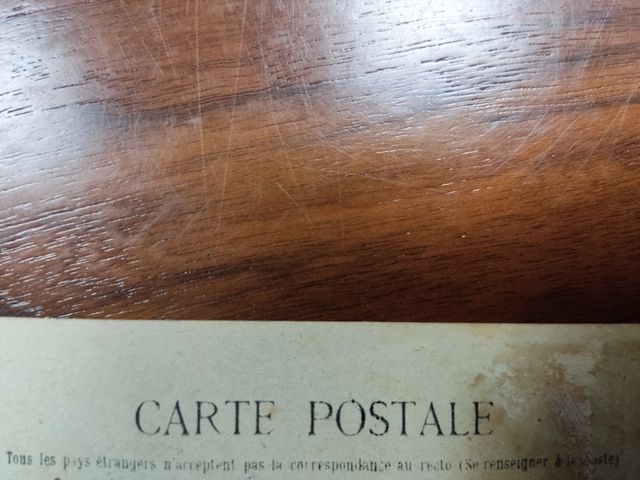 CARTE POSTALE
Tous les pays étrangers n'acceptent pas la correspondance au recto (Se renseigner à la Poste)